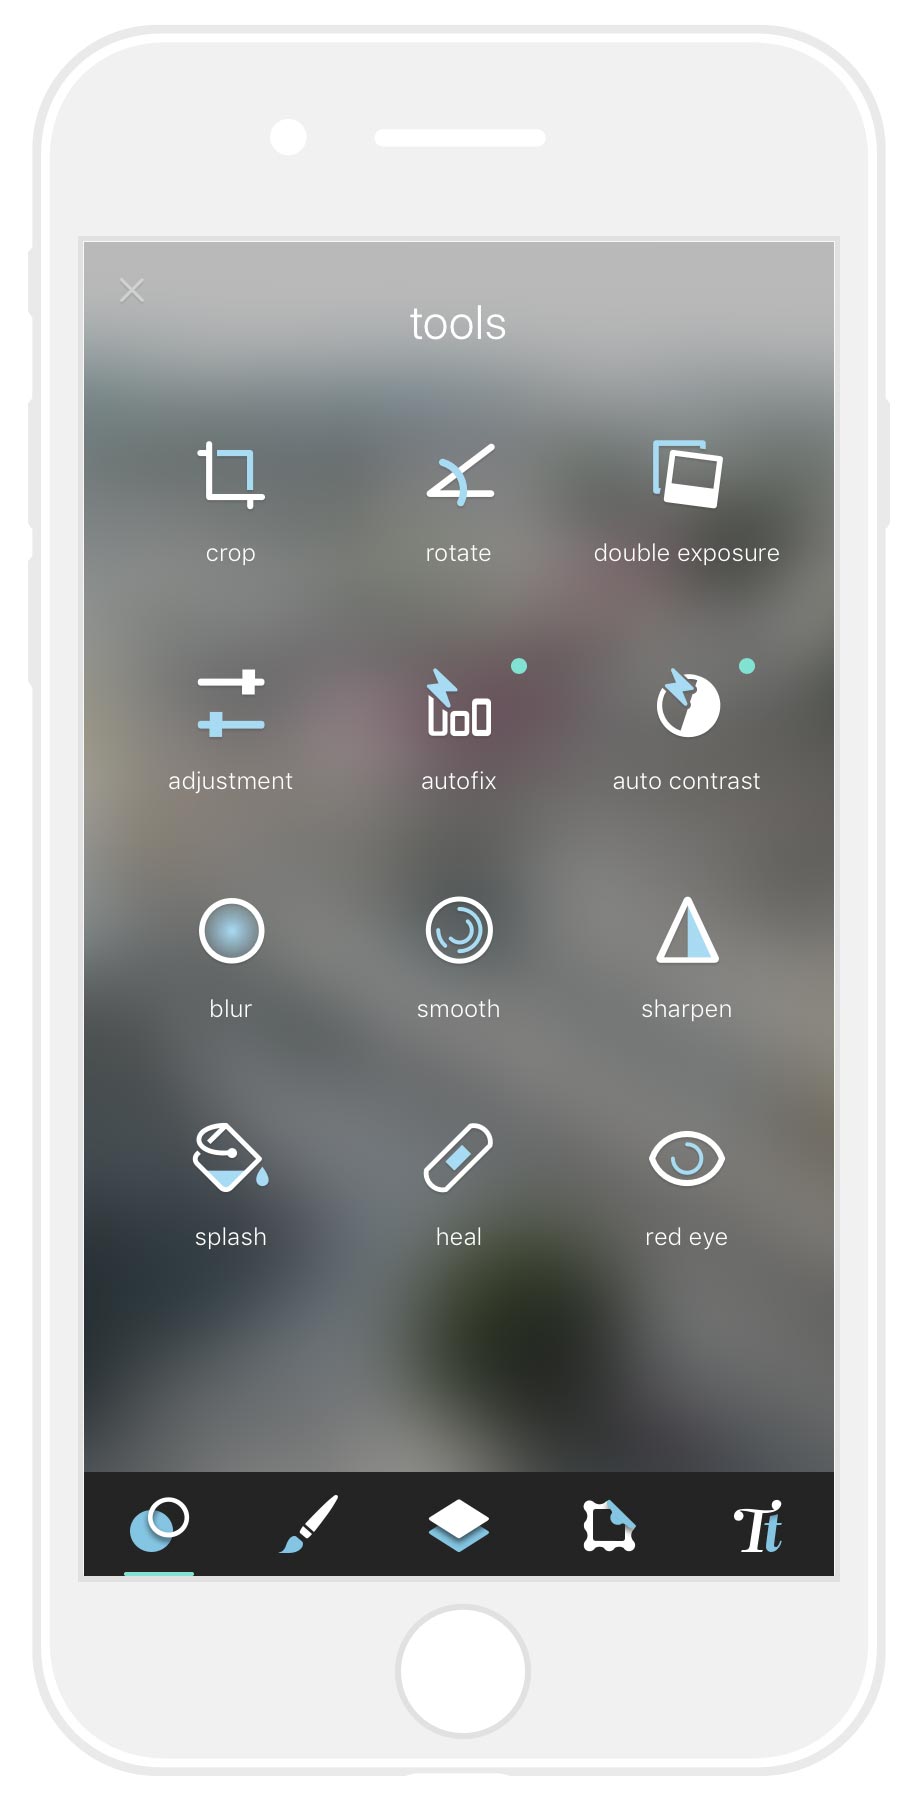 tools
crop
rotate
double exposure
adjustment
autofix
auto contrast
blur
smooth
sharpen
splash
heal
red eye
Tt